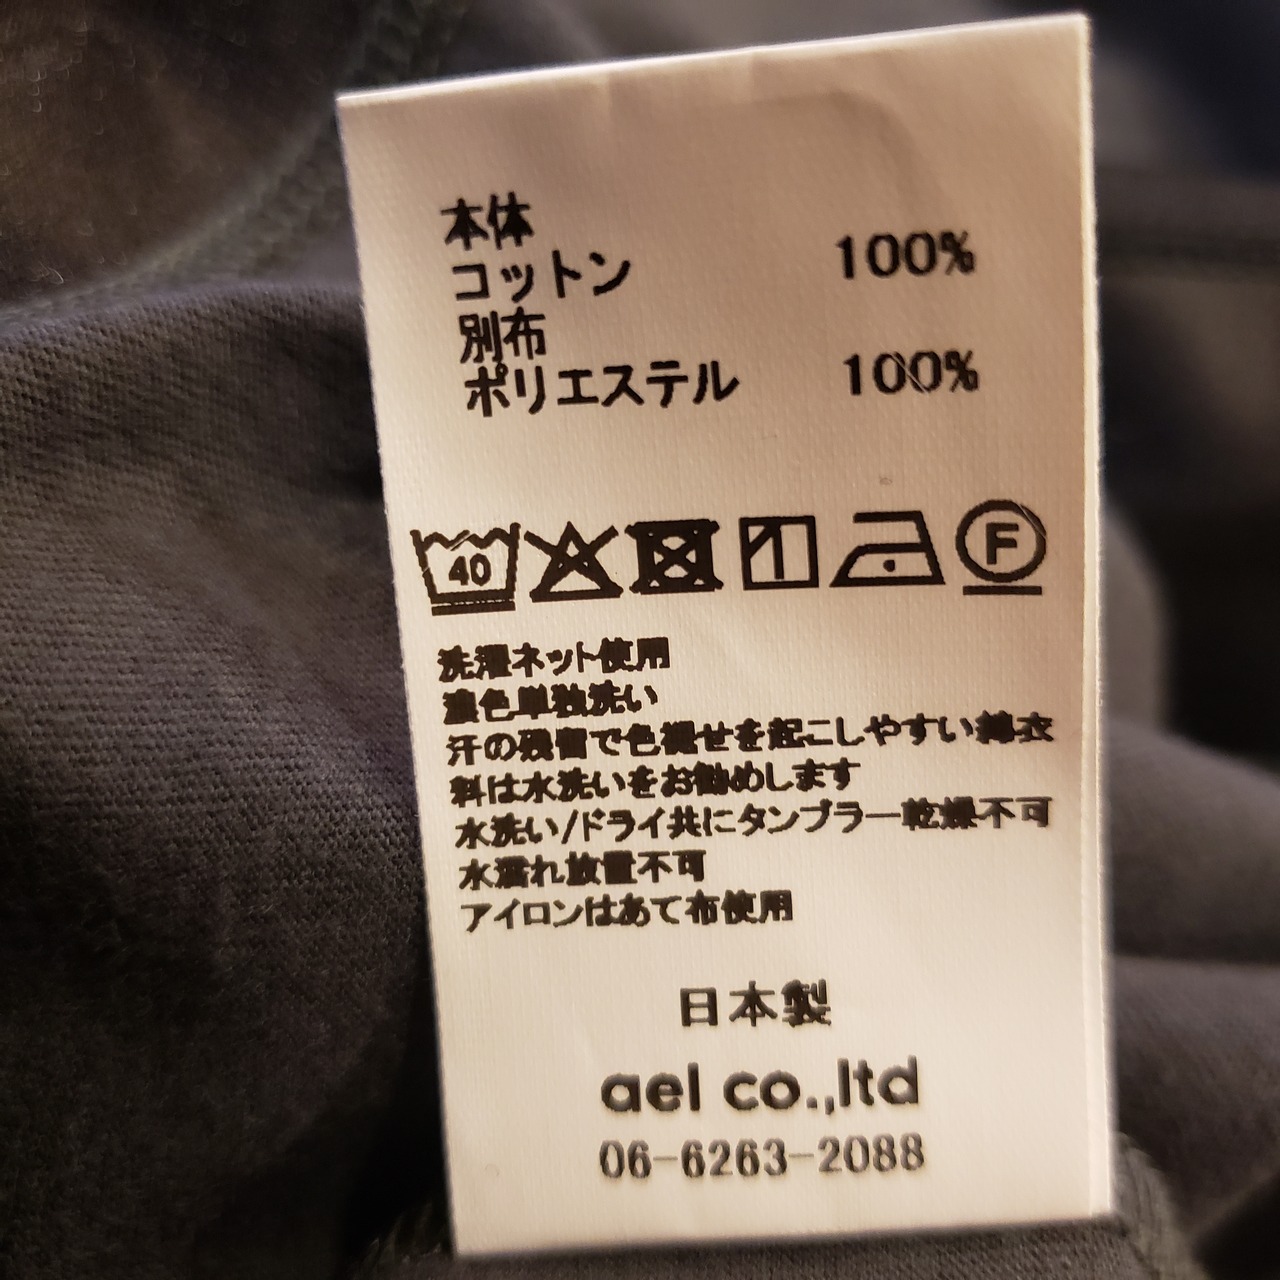 本体
コットン 100%
別布
ポリエステル 100%
40 F
洗濯ネット使用
濃色単独洗い
汗の残留で色褪せを起こしやすい為衣
料は水洗いをお勧めします
水洗い/ドライ共にタンブラー乾燥不可
水濡れ放置不可
アイロンはあて布使用
日本製
ael co.,ltd
06-6263-2088